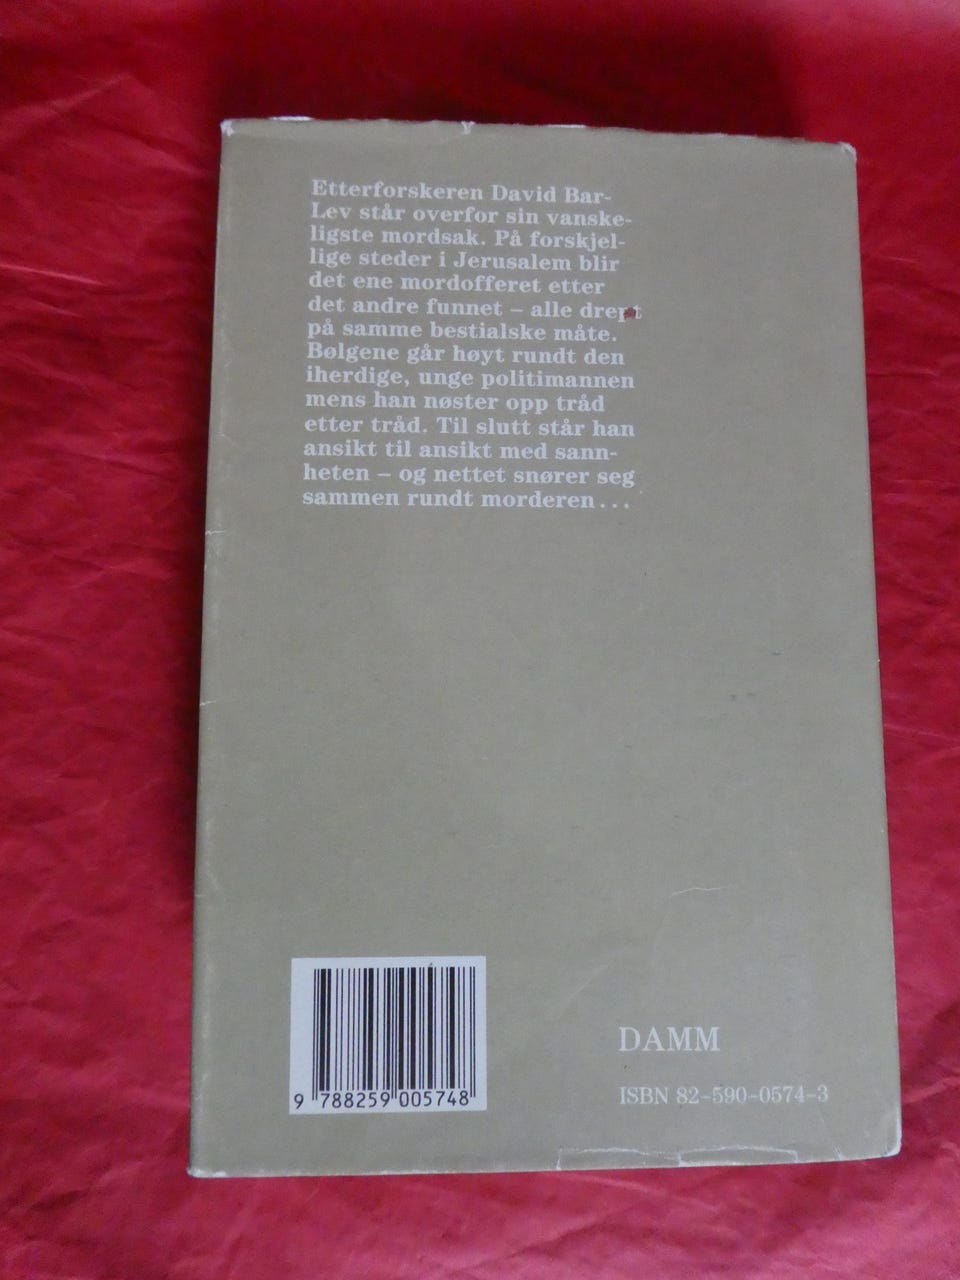 Etterforskeren David Bar-
Lev står overfor sin vanske-
ligste mordsak. På forskjel-
lige steder i Jerusalem blir
det ene mordofferet etter
det andre funnet – alle drept
på samme bestialske måte.
Bølgene går høyt rundt den
iherdige, unge politimannen
mens han nøster opp tråd
etter tråd. Til slutt står han
ansikt til ansikt med sann-
heten – og nettet snører seg
sammen rundt morderen...
DAMM
ISBN 82-590-0574-3
9 788259 005748